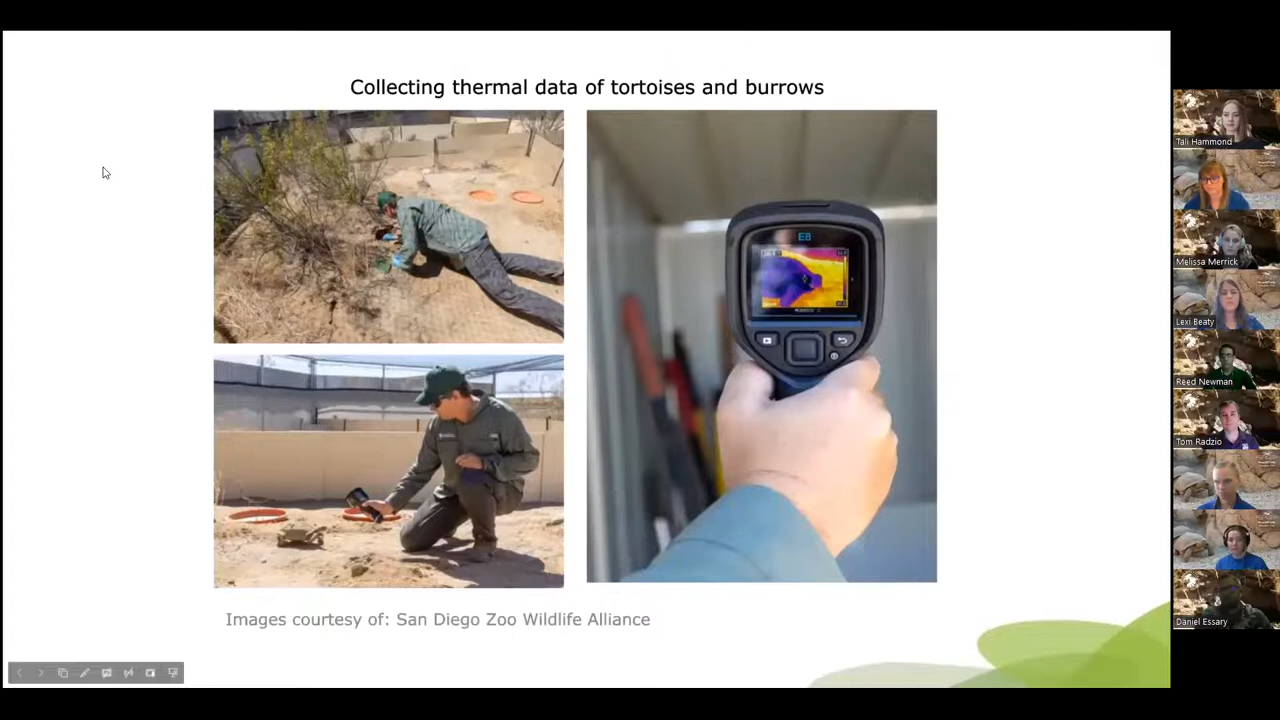 Collecting thermal data of tortoises and burrows
E8
Images courtesy of: San Diego Zoo Wildlife Alliance
Tali Hammond
Melissa Merrick
Lexi Beaty
Reed Newman
Tom Radzio
Daniel Essary